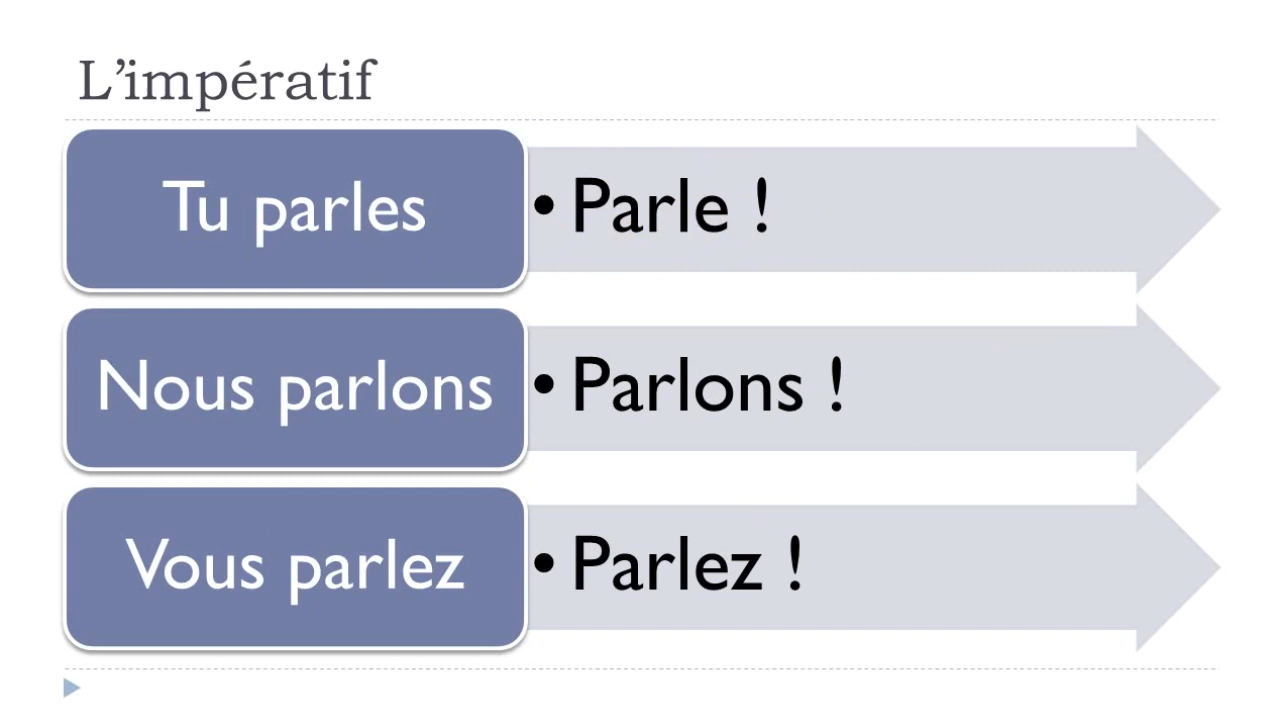 L’impératif
Tu parles
• Parle !
Nous parlons
• Parlons !
Vous parlez
• Parlez !